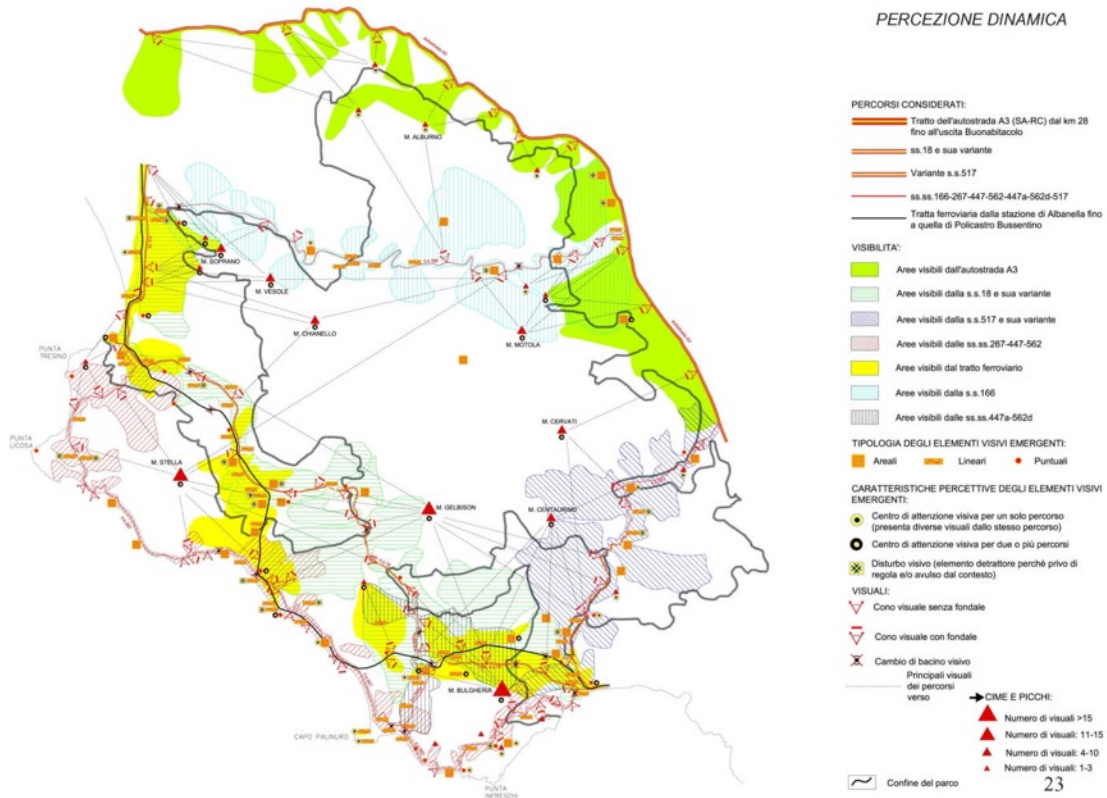 PERCEZIONE DINAMICA
PERCORSI CONSIDERATI:
Tratto dell'autostrada A3 (SA-RC) dal km 28
fino all'uscita Buonabitacolo
ss.18 e sua variante
Variante s.s.517
ss.ss.166-267-447-562-447a-562d-517
Tratta ferroviaria dalla stazione di Albanella fino
a quella di Policastro Bussentino
VISIBILITA':
Aree visibili dall'autostrada A3
Aree visibili dalla s.s.18 e sua variante
Aree visibili dalla s.s.517 e sua variante
Aree visibili dalle ss.ss.267-447-562
Aree visibili dal tratto ferroviario
Aree visibili dalla s.s.166
Aree visibili dalle ss.ss.447a-562d
TIPOLOGIA DEGLI ELEMENTI VISIVI EMERGENTI:
Areali
Lineari
Puntuali
CARATTERISTICHE PERCETTIVE DEGLI ELEMENTI VISIVI
EMERGENTI:
Centro di attenzione visiva per un solo percorso
(presenta diverse visuali dallo stesso percorso)
Centro di attenzione visiva per due o più percorsi
Disturbo visivo (elemento detrattore perchè privo di
regola e/o avulso dal contesto)
VISUALI:
Cono visuale senza fondale
Cono visuale con fondale
Cambio di bacino visivo
Principali visuali
dei percorsi
verso
CIME E PICCHI:
Numero di visuali >15
Numero di visuali: 11-15
Numero di visuali: 4-10
Numero di visuali: 1-3
Confine del parco
23
M. ALBURNO
M. SOPRANO
M. VESOLE
M. CHIANELLO
M. MOTOLA
PUNTA
TRESINO
PUNTA
LICOSA
M. CERVATI
M. STELLA
M. GELBISON
M. CENTAURINO
M. BULGHERIA
CAPO PALINURO
PUNTA
INFRESCHI